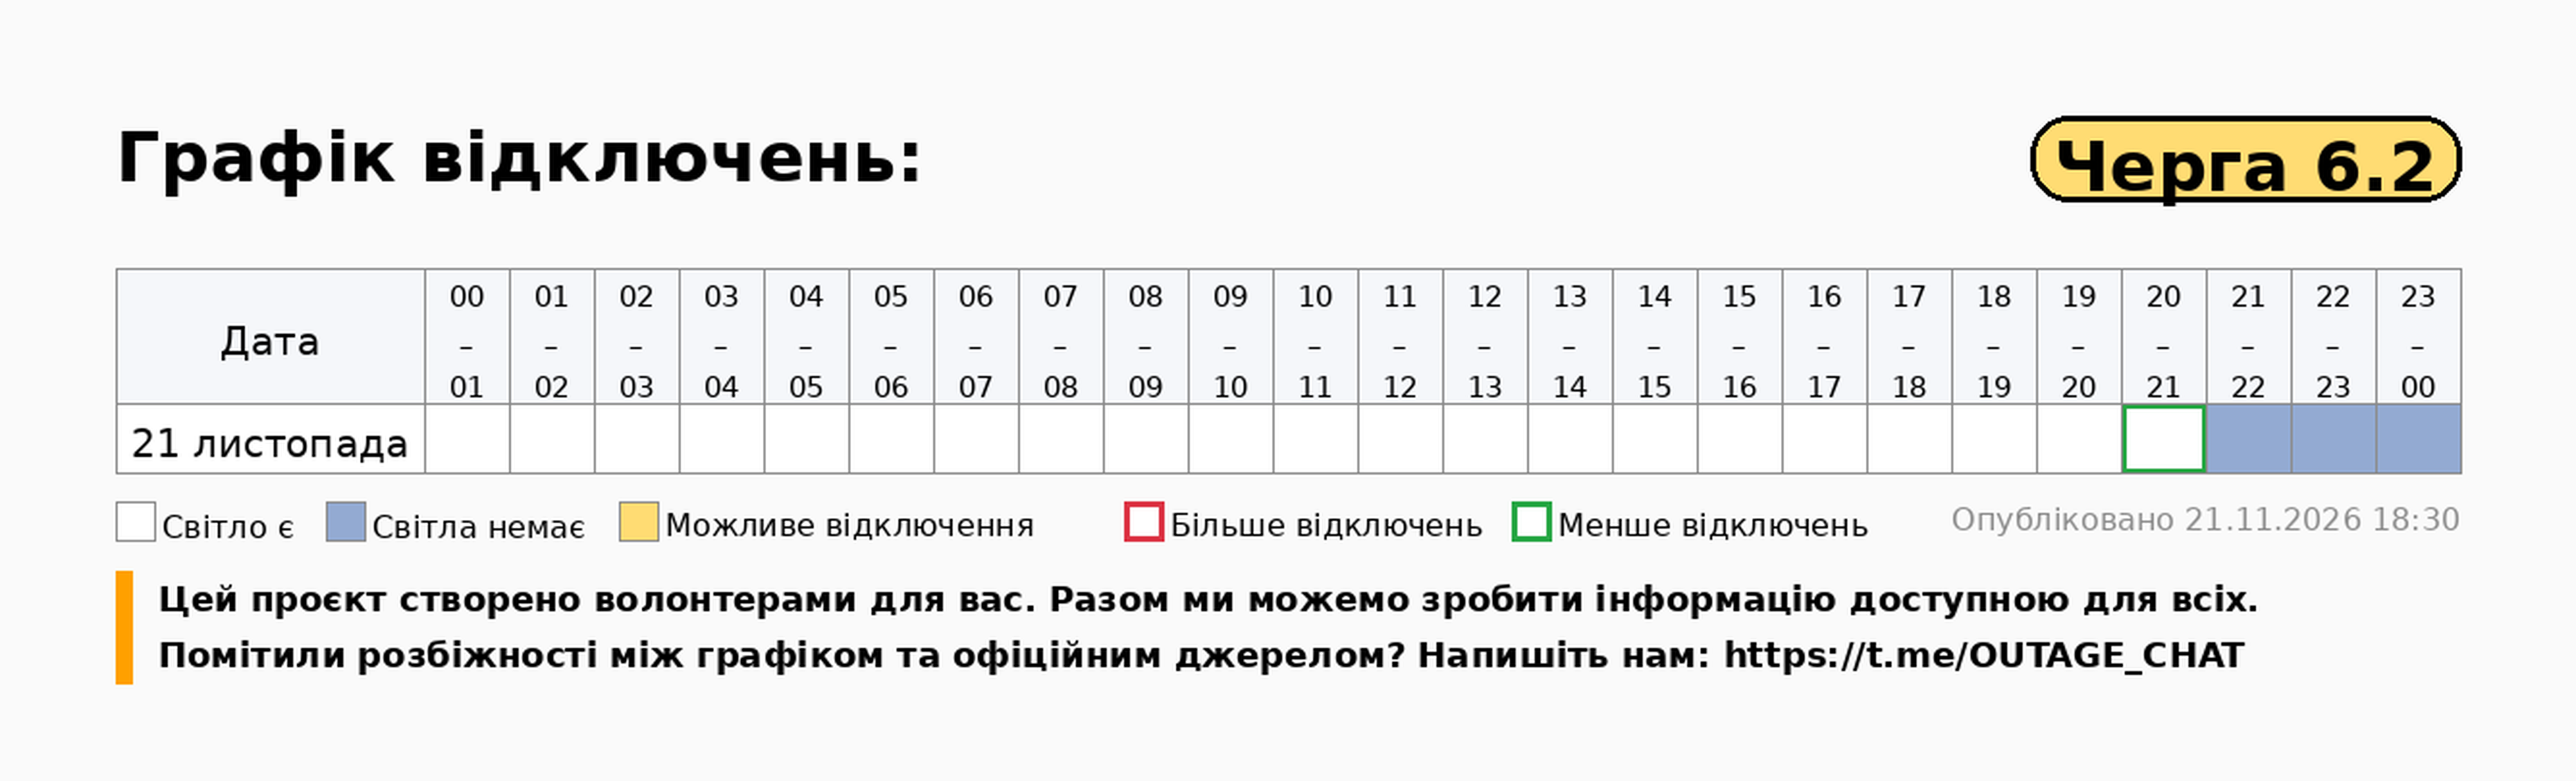 Графік відключень:
Черга 6.2
Дата
00 – 01
01 – 02
02 – 03
03 – 04
04 – 05
05 – 06
06 – 07
07 – 08
08 – 09
09 – 10
10 – 11
11 – 12
12 – 13
13 – 14
14 – 15
15 – 16
16 – 17
17 – 18
18 – 19
19 – 20
20 – 21
21 – 22
22 – 23
23 – 00
21 листопада
Світло є
Світла немає
Можливе відключення
Більше відключень
Менше відключень
Опубліковано 21.11.2026 18:30
Цей проєкт створено волонтерами для вас. Разом ми можемо зробити інформацію доступною для всіх.
Помітили розбіжності між графіком та офіційним джерелом? Напишіть нам: https://t.me/OUTAGE_CHAT